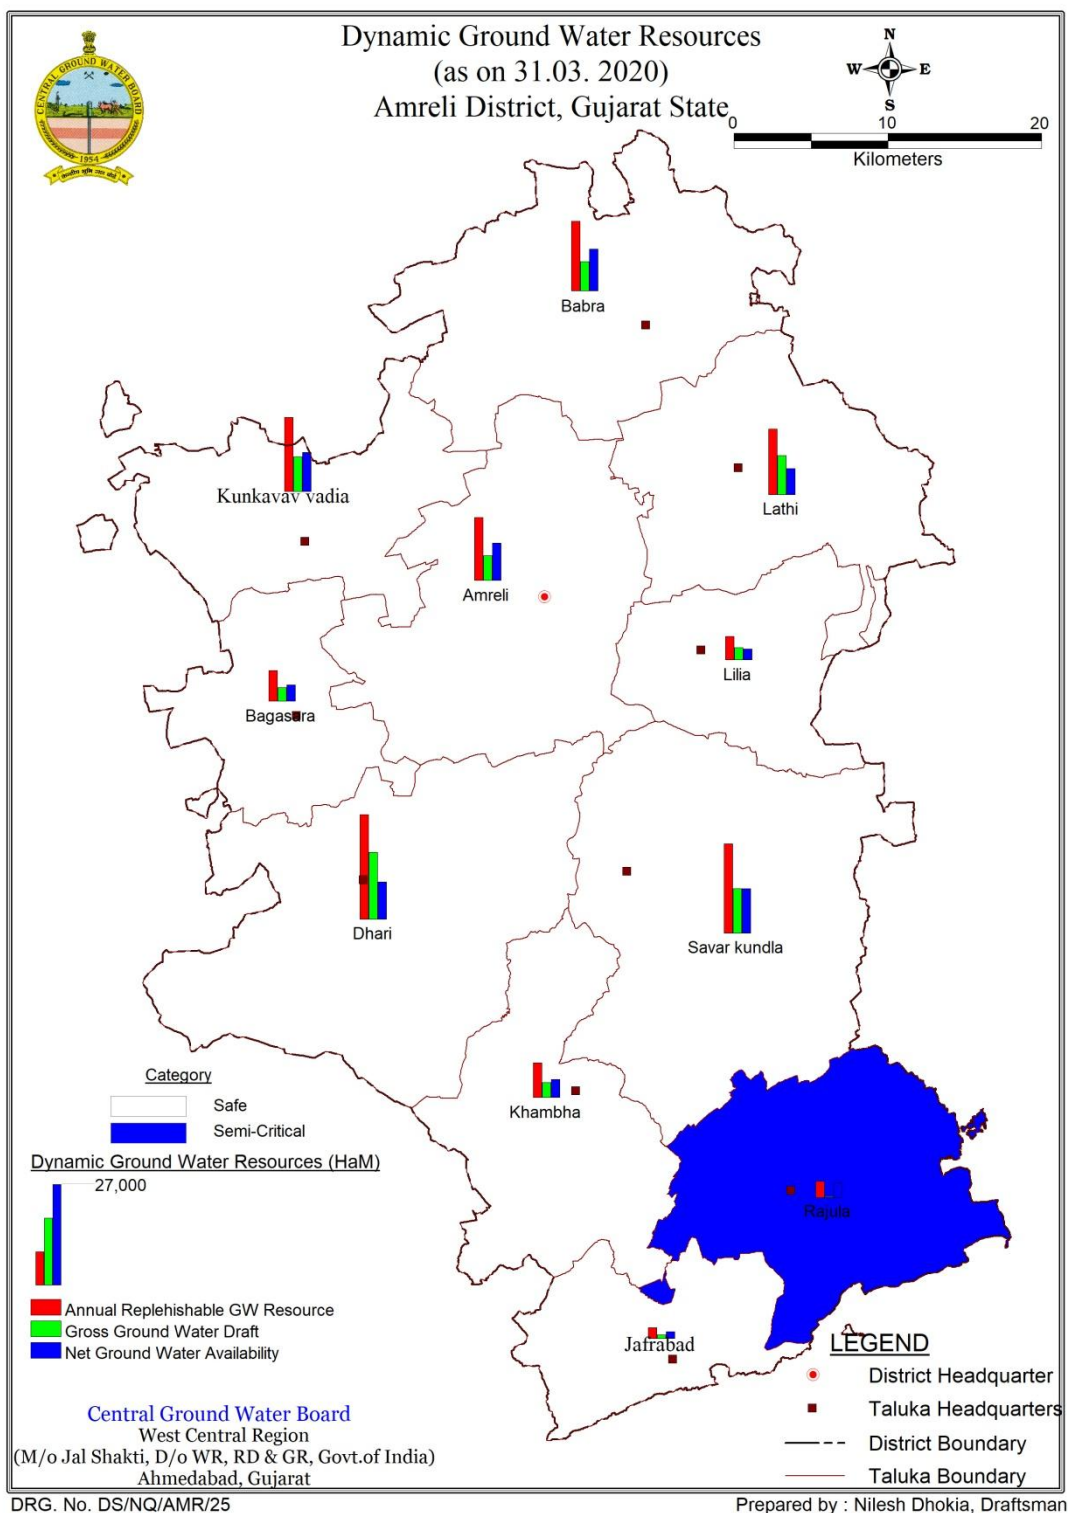 Dynamic Ground Water Resources
(as on 31.03. 2020)
Amreli District, Gujarat State
CENTRAL GROUND WATER BOARD
1954
N
W E
S
0 10 20
Kilometers
Babra
Kunkavav vadia
Lathi
Amreli
Lilia
Bagasara
Dhari
Savar kundla
Khambha
Rajula
Jafrabad
Category
Safe
Semi-Critical
Dynamic Ground Water Resources (HaM)
27,000
Annual Replehishable GW Resource
Gross Ground Water Draft
Net Ground Water Availability
LEGEND
District Headquarter
Taluka Headquarters
District Boundary
Taluka Boundary
Central Ground Water Board
West Central Region
(M/o Jal Shakti, D/o WR, RD & GR, Govt.of India)
Ahmedabad, Gujarat
DRG. No. DS/NQ/AMR/25
Prepared by : Nilesh Dhokia, Draftsman